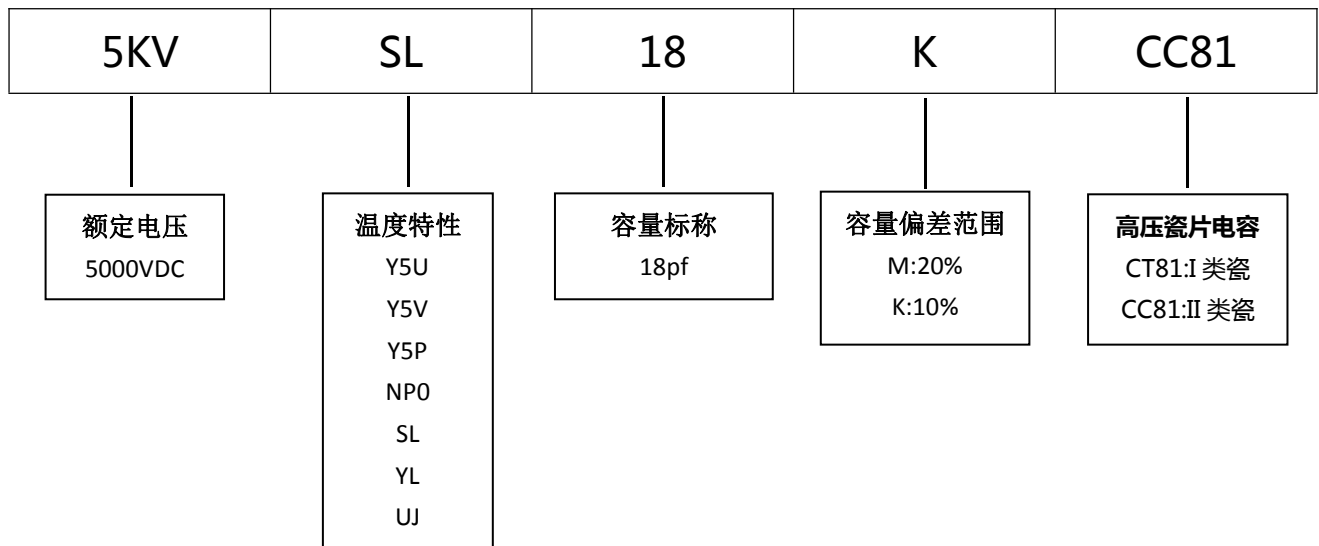 5KV SL 18 K CC81
额定电压
5000VDC
温度特性
Y5U
Y5V
Y5P
NP0
SL
YL
UJ
容量标称
18pf
容量偏差范围
M:20%
K:10%
高压瓷片电容
CT81:I 类瓷
CC81:II 类瓷